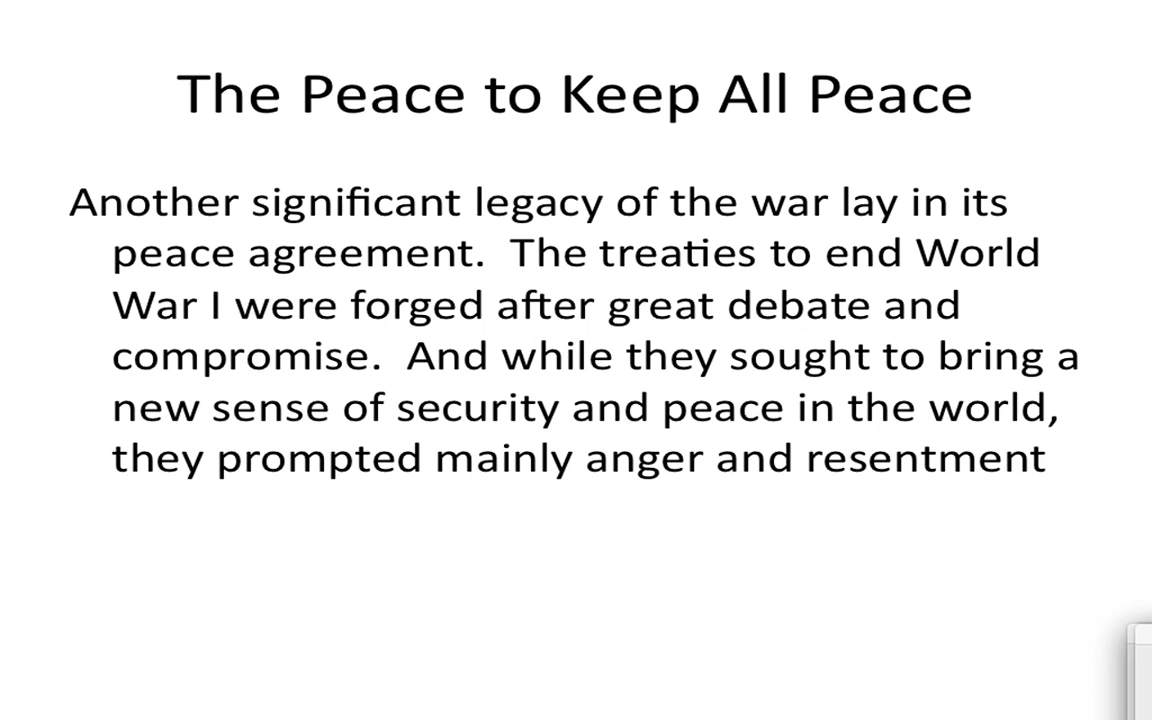 The Peace to Keep All Peace
Another significant legacy of the war lay in its
peace agreement.  The treaties to end World
War I were forged after great debate and
compromise.  And while they sought to bring a
new sense of security and peace in the world,
they prompted mainly anger and resentment